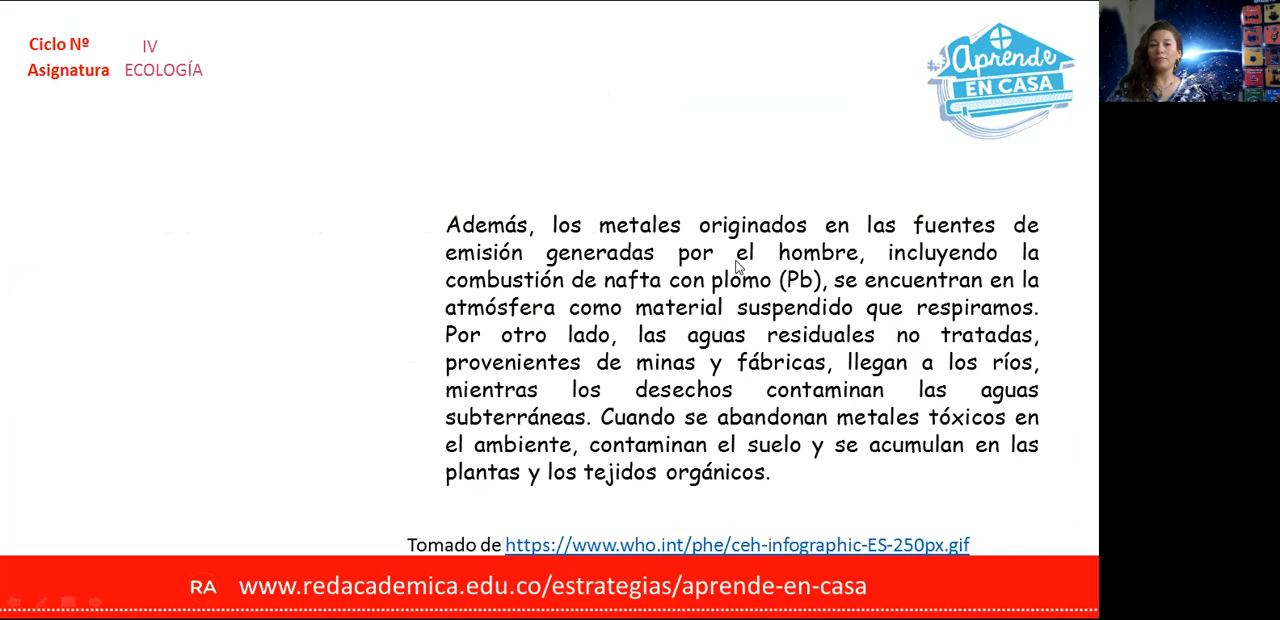 Ciclo Nº IV
Asignatura ECOLOGÍA
#Aprende
EN CASA
Además, los metales originados en las fuentes de
emisión generadas por el hombre, incluyendo la
combustión de nafta con plomo (Pb), se encuentran en la
atmósfera como material suspendido que respiramos.
Por otro lado, las aguas residuales no tratadas,
provenientes de minas y fábricas, llegan a los ríos,
mientras los desechos contaminan las aguas
subterráneas. Cuando se abandonan metales tóxicos en
el ambiente, contaminan el suelo y se acumulan en las
plantas y los tejidos orgánicos.
Tomado de https://www.who.int/phe/ceh-infographic-ES-250px.gif
RA www.redacademica.edu.co/estrategias/aprende-en-casa